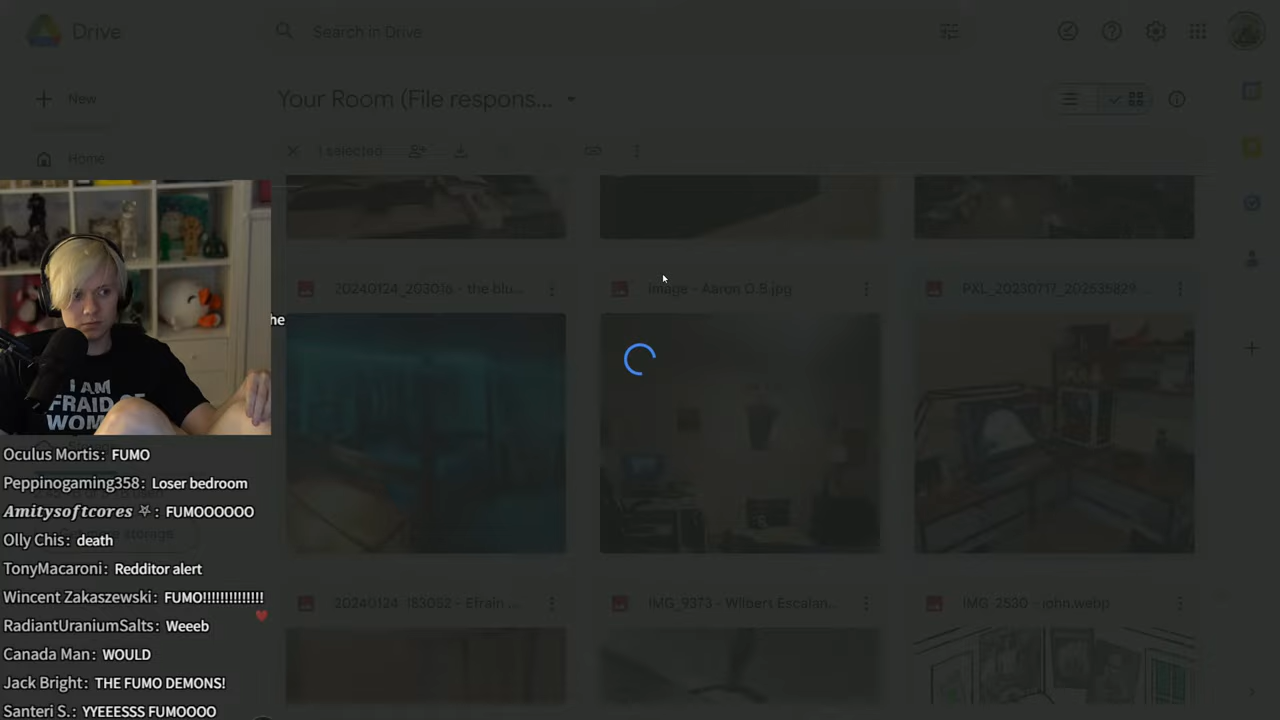 Drive
Search in Drive
New
Your Room (File respons...
Home
1 selected
20240124_203016 - the blu...
image - Aaron O.5.jpg
PXL_20230717_202635829 ...
he
I AM
FRAID OF
WOM
Oculus Mortis: FUMO
Peppinogaming358: Loser bedroom
Amitysoftcores ⛧ : FUMOOOOOO
storage
Olly Chis: death
TonyMacaroni: Redditor alert
Wincent Zakaszewski: FUMO!!!!!!!!!!!!!!
20240124_183052 - Efrain ...
IMG_9373 - Wilbert Escalan...
IMG_2530 - john.webp
RadiantUraniumSalts: Weeeb
Canada Man: WOULD
Jack Bright: THE FUMO DEMONS!
Santeri S.: YYEEESSS FUMOOOO